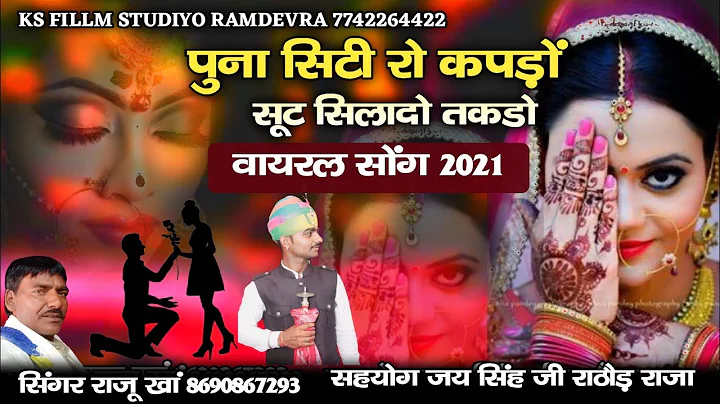 KS FILLM STUDIYO RAMDEVRA 7742264422
पुना सिटी रो कपड़ों
सूट सिलादो तकडो
वायरल सोंग 2021
सिंगर राजू खां 8690867293
सहयोग जय सिंह जी राठौड़ राजा